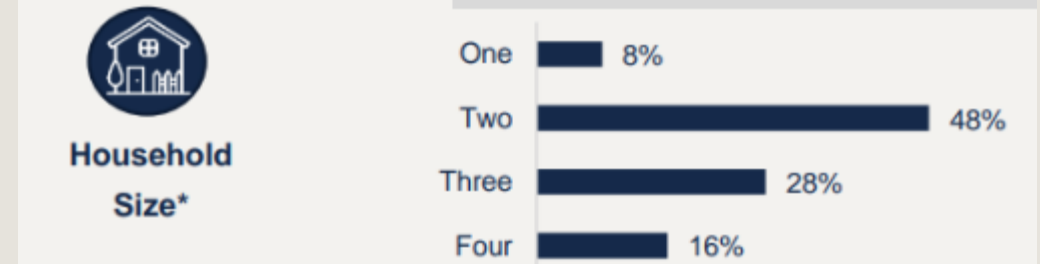 Household
Size*
One 8%
Two 48%
Three 28%
Four 16%